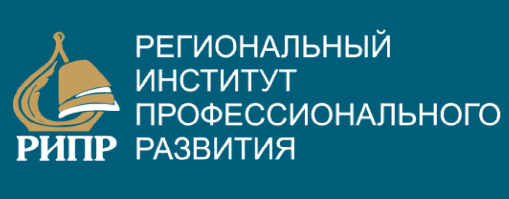 РЕГИОНАЛЬНЫЙ
ИНСТИТУТ
ПРОФЕССИОНАЛЬНОГО
РАЗВИТИЯ
РИПР